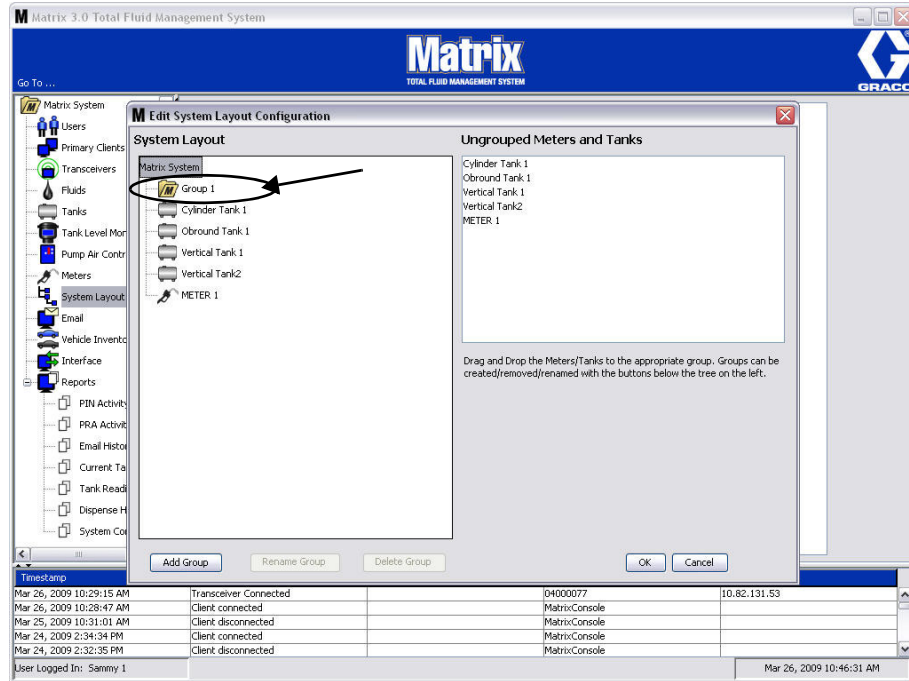 Matrix 3.0 Total Fluid Management System
Matrix
TOTAL FLUID MANAGEMENT SYSTEM
GRACO
Go To ...
Matrix System
Users
Primary Clients
Transceivers
Fluids
Tanks
Tank Level Mon
Pump Air Contr
Meters
System Layout
Email
Vehicle Invento
Interface
Reports
PIN Activity
PRA Activit
Email Histor
Current Ta
Tank Readi
Dispense H
System Con
Edit System Layout Configuration
System Layout
Matrix System
Group 1
Cylinder Tank 1
Obround Tank 1
Vertical Tank 1
Vertical Tank2
METER 1
Add Group Rename Group Delete Group
Ungrouped Meters and Tanks
Cylinder Tank 1
Obround Tank 1
Vertical Tank 1
Vertical Tank2
METER 1
Drag and Drop the Meters/Tanks to the appropriate group. Groups can be
created/removed/renamed with the buttons below the tree on the left.
OK Cancel
Timestamp
Mar 26, 2009 10:29:15 AM Transceiver Connected 04000077 10.82.131.53
Mar 26, 2009 10:28:47 AM Client connected MatrixConsole
Mar 25, 2009 10:31:01 AM Client disconnected MatrixConsole
Mar 24, 2009 2:34:34 PM Client connected MatrixConsole
Mar 24, 2009 2:32:35 PM Client disconnected MatrixConsole
User Logged In: Sammy 1
Mar 26, 2009 10:46:31 AM